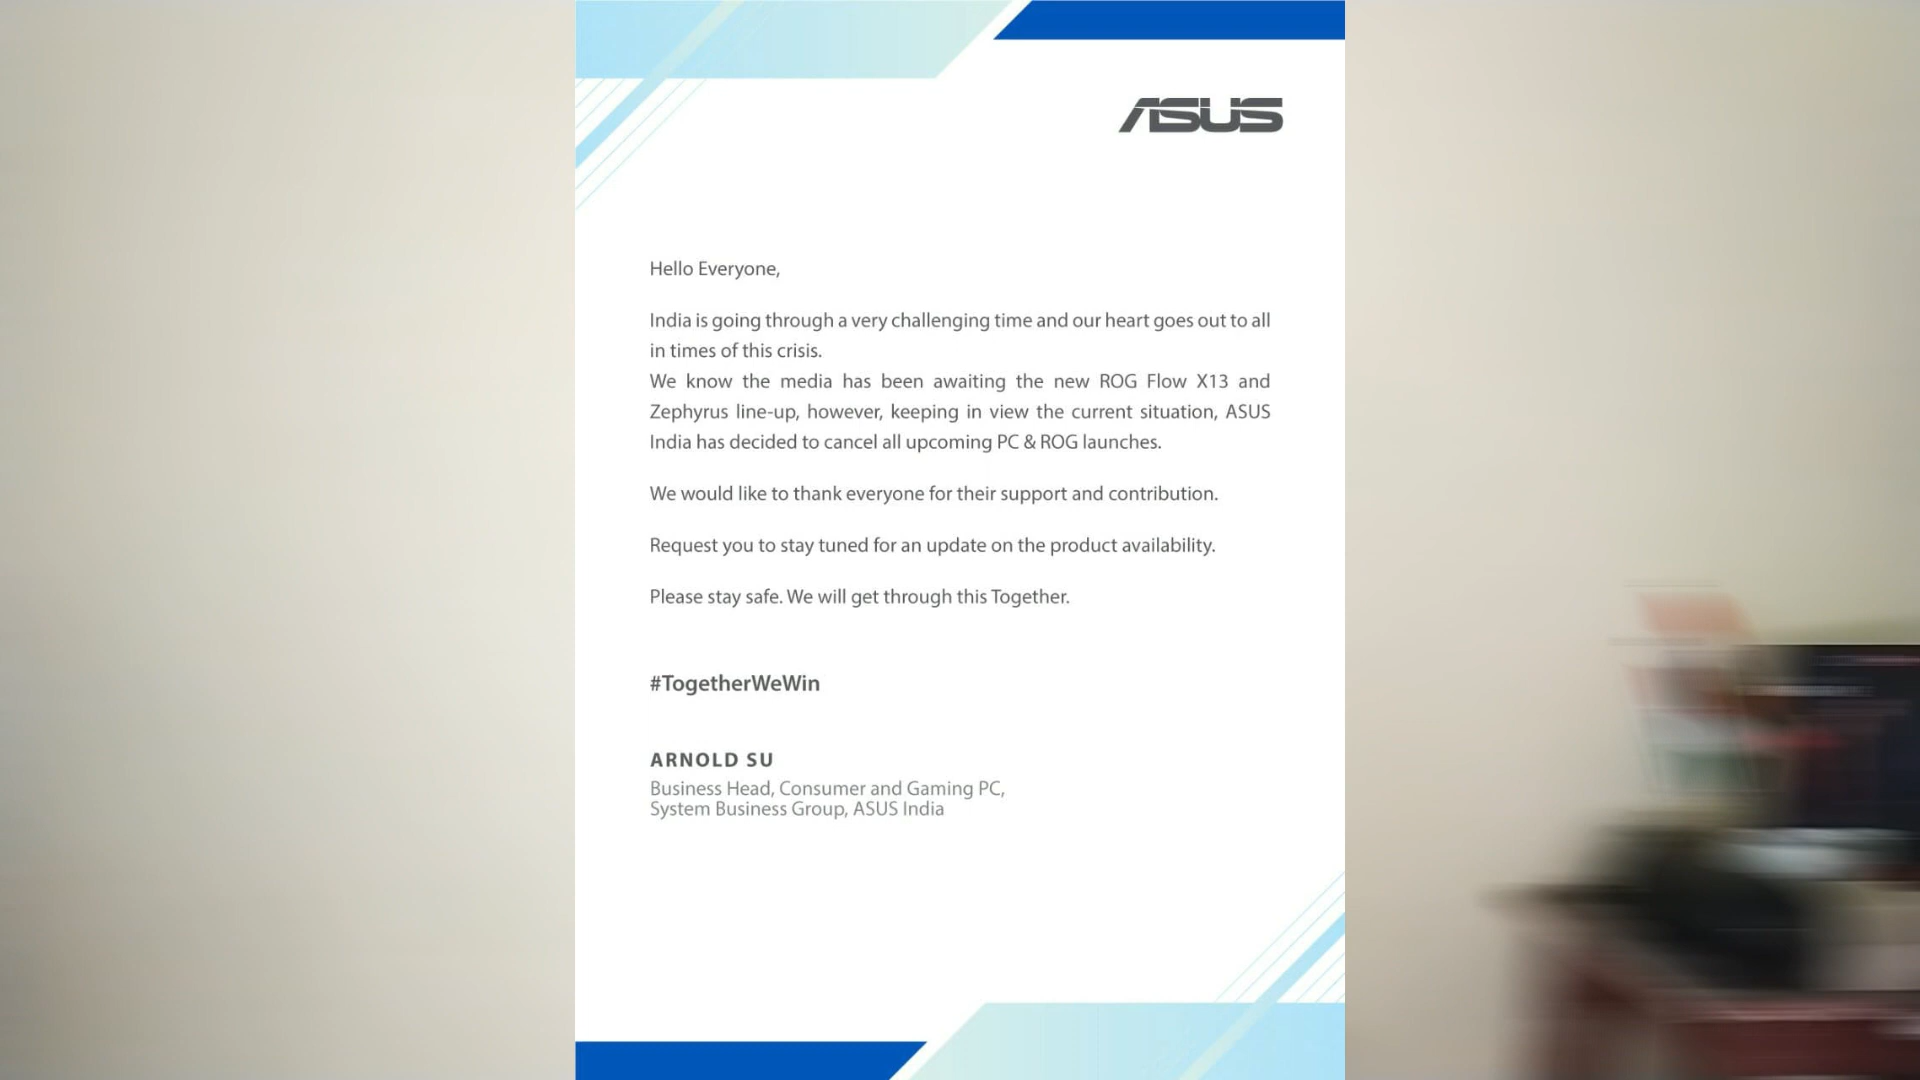 ASUS
Hello Everyone,
India is going through a very challenging time and our heart goes out to all
in times of this crisis.
We know the media has been awaiting the new ROG Flow X13 and
Zephyrus line-up, however, keeping in view the current situation, ASUS
India has decided to cancel all upcoming PC & ROG launches.
We would like to thank everyone for their support and contribution.
Request you to stay tuned for an update on the product availability.
Please stay safe. We will get through this Together.
#TogetherWeWin
ARNOLD SU
Business Head, Consumer and Gaming PC,
System Business Group, ASUS India